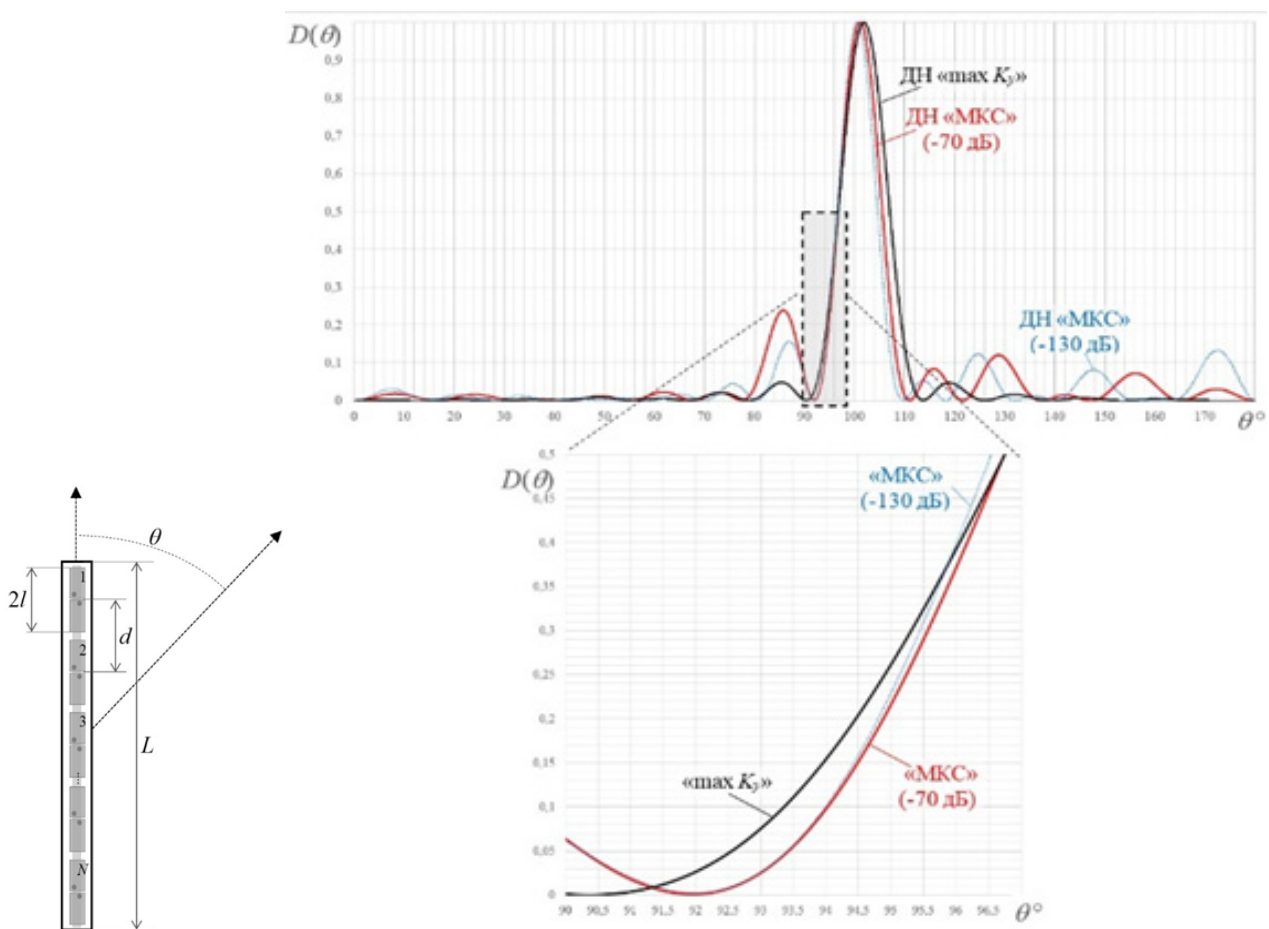 D(θ)
0,9
0,8
0,7
0,6
0,5
0,4
0,3
0,2
0,1
0
0 10 20 30 40 50 60 70 80 90 100 110 120 130 140 150 160 170
θ°
ДН «max Kу»
ДН «МКС»
(-70 дБ)
ДН «МКС»
(-130 дБ)
D(θ)
0,5
0,45
0,4
0,35
0,3
0,25
0,2
0,15
0,1
0,05
0
90 90,5 91 91,5 92 92,5 93 93,5 94 94,5 95 95,5 96 96,5
θ°
«МКС»
(-130 дБ)
«max Kу»
«МКС»
(-70 дБ)
θ
1
2l
d
2
3
L
...
N